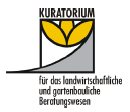 KURATORIUM
für das landwirtschaftliche
und gartenbauliche
Beratungswesen